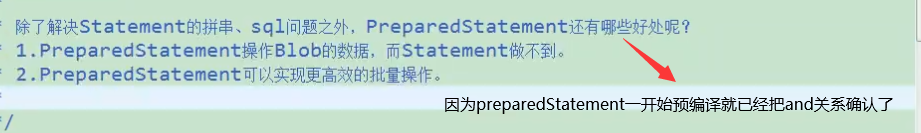 * 除了解决Statement的拼串、sql问题之外，PreparedStatement还有哪些好处呢？
* 1.PreparedStatement操作Blob的数据，而Statement做不到。
* 2.PreparedStatement可以实现更高效的批量操作。
*
因为preparedStatement一开始预编译就已经把and关系确认了
*/